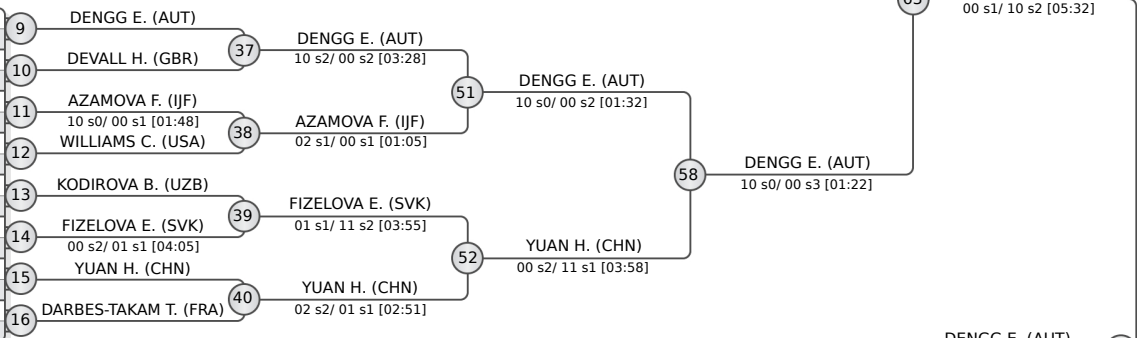 00 s1/ 10 s2 [05:32]
9
DENGG E. (AUT)
10
DEVALL H. (GBR)
37
DENGG E. (AUT)
10 s2/ 00 s2 [03:28]
11
AZAMOVA F. (IJF)
10 s0/ 00 s1 [01:48]
12
WILLIAMS C. (USA)
38
AZAMOVA F. (IJF)
02 s1/ 00 s1 [01:05]
51
DENGG E. (AUT)
10 s0/ 00 s2 [01:32]
13
KODIROVA B. (UZB)
14
FIZELOVA E. (SVK)
00 s2/ 01 s1 [04:05]
39
FIZELOVA E. (SVK)
01 s1/ 11 s2 [03:55]
15
YUAN H. (CHN)
16
DARBES-TAKAM T. (FRA)
40
YUAN H. (CHN)
02 s2/ 01 s1 [02:51]
52
YUAN H. (CHN)
00 s2/ 11 s1 [03:58]
58
DENGG E. (AUT)
10 s0/ 00 s3 [01:22]
DENGG E. (AUT)